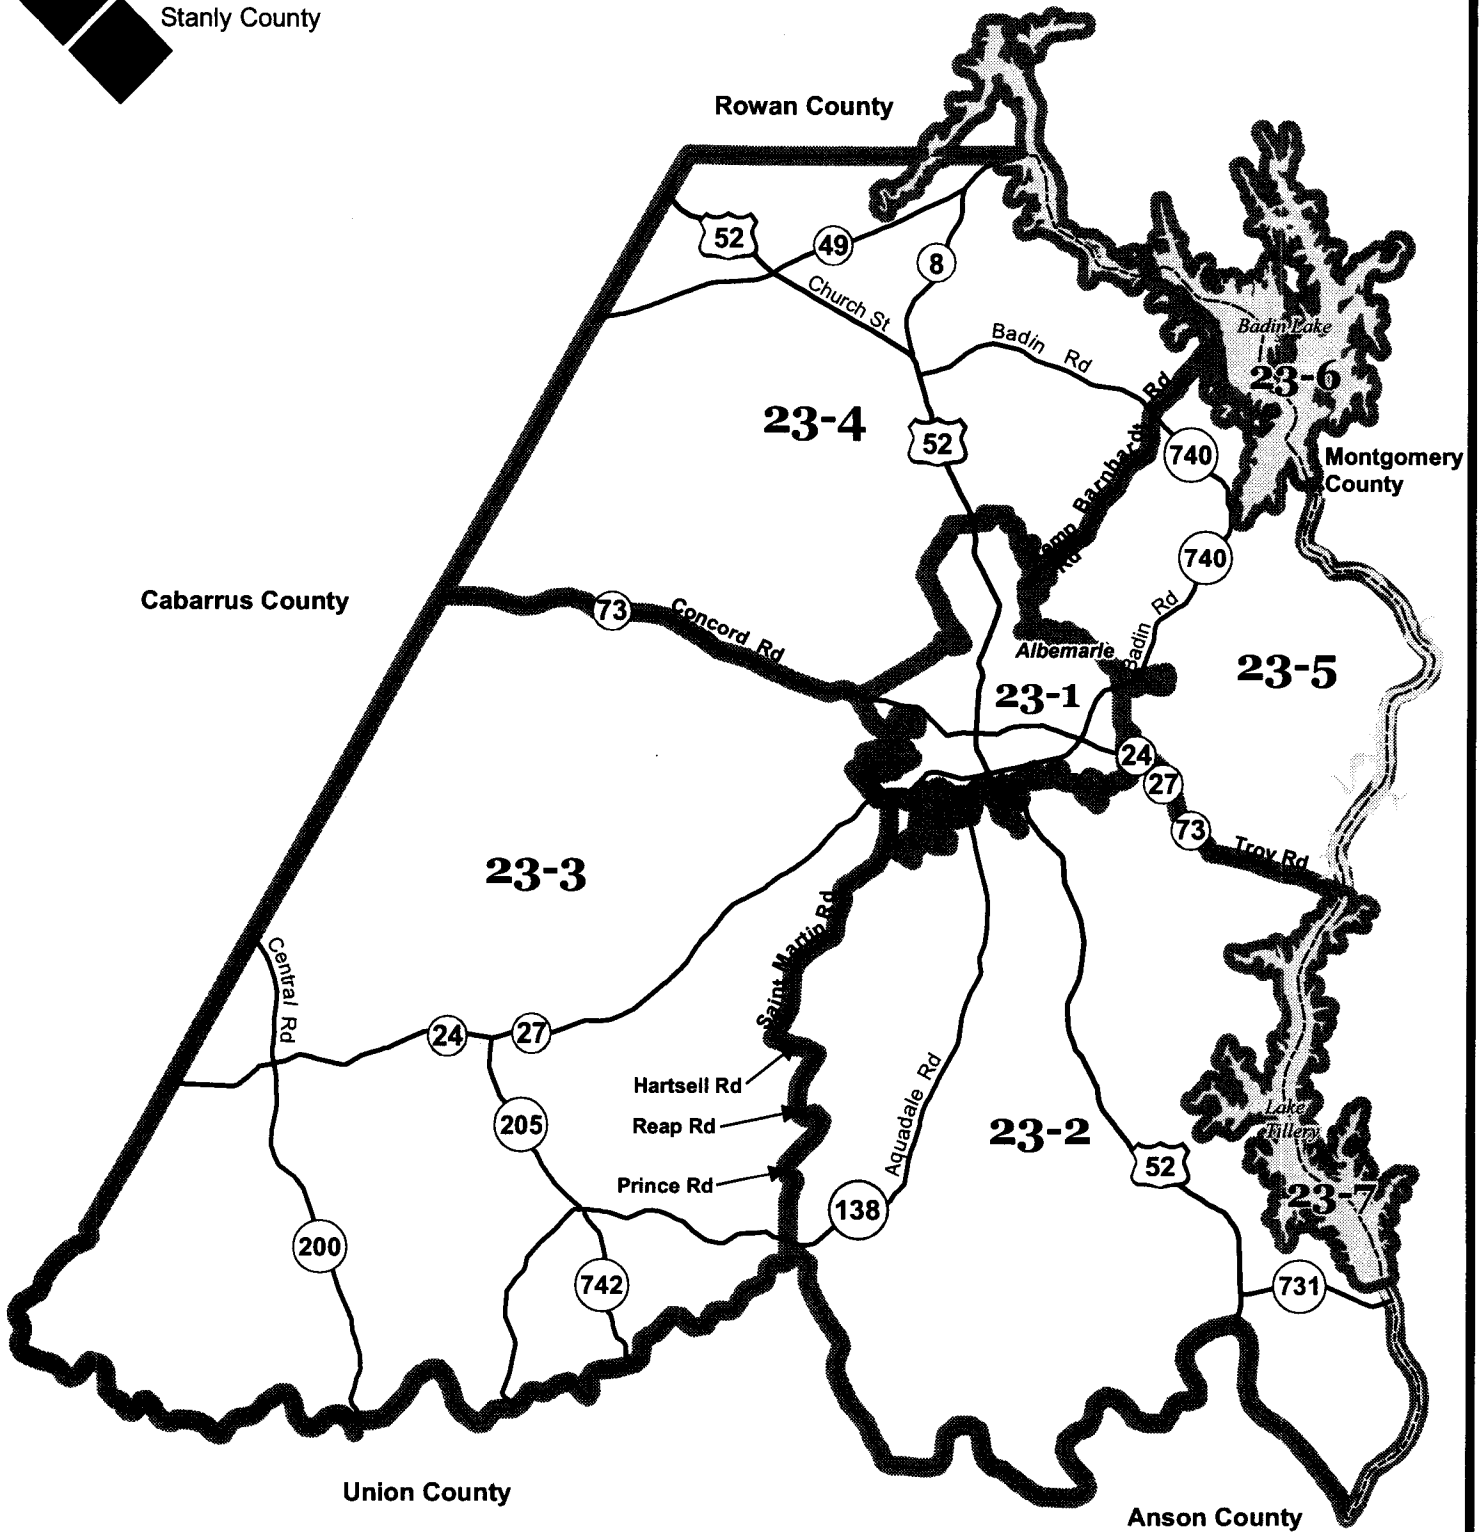 Stanly County
Rowan County
52
49
8
Church St
Badin Rd
Badin Lake
23-6
Rd
23-4
52
Barnhardt
740
Montgomery
County
Rd
740
Cabarrus County
73
Concord Rd
Badin Rd
Albemarle
23-5
23-1
24
27
73
Troy Rd
23-3
Saint Martin Rd
Central Rd
24
27
Hartsell Rd
Aquadale Rd
Reap Rd
205
23-2
Lake
Tillery
52
Prince Rd
23-7
138
200
742
731
Union County
Anson County